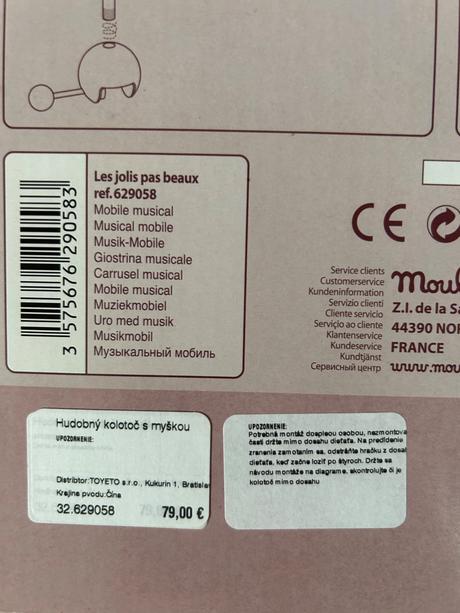 Les jolis pas beaux
ref.629058
Mobile musical
Musical mobile
Musik-Mobile
Giostrina musicale
Carrusel musical
Mobile musical
Muziekmobiel
Uro med musik
Musikmobil
Музыкальный мобиль
3 575676 290583
CE
Service clients
Customerservice
Kundeninformation
Servizio clienti
Cliente servicio
Serviço ao cliente
Klantenservice
Kundeservice
Kundtjänst
Сервисный центр
Moul
Z.I. de la Sa
44390 NOR
FRANCE
www.mou
Hudobný kolotoč s myškou
UPOZORNENIE:
Distribtor:TOYETO s.r.o., Kukurin 1, Bratislav
Krajina pvodu:Čína
32.629058 79,00 €
UPOZORNENIE:
Potrebná montáž dospelou osobou, nezmontova
časti držte mimo dosahu dieťaťa. Na predídenie
zranenia zamotaním sa, odstráňte hračku z dosal
dieťaťa, keď začne loziť po štyroch. Držte sa
návodu montáže na diagrame, skontrolujte či je
kolotoč mimo dosahu